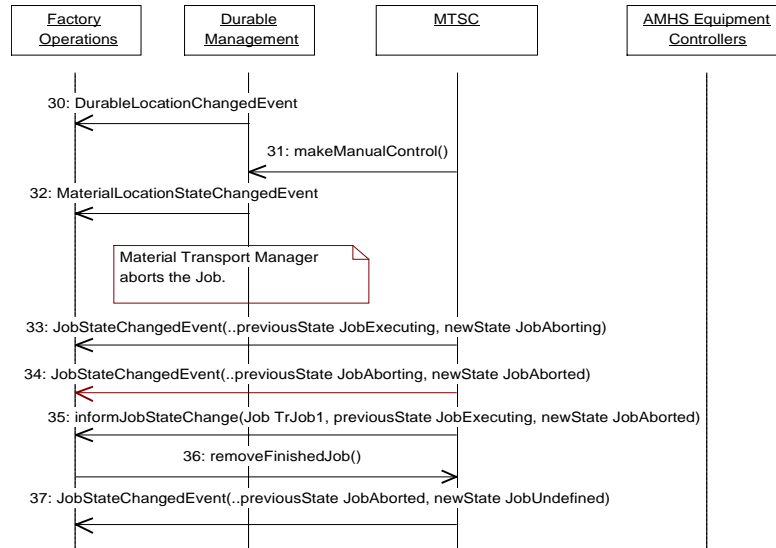 Factory
Operations
Durable
Management
MTSC
AMHS Equipment
Controllers
30: DurableLocationChangedEvent
31: makeManualControl()
32: MaterialLocationStateChangedEvent
Material Transport Manager
aborts the Job.
33: JobStateChangedEvent(..previousState JobExecuting, newState JobAborting)
34: JobStateChangedEvent(..previousState JobAborting, newState JobAborted)
35: informJobStateChange(Job TrJob1, previousState JobExecuting, newState JobAborted)
36: removeFinishedJob()
37: JobStateChangedEvent(..previousState JobAborted, newState JobUndefined)